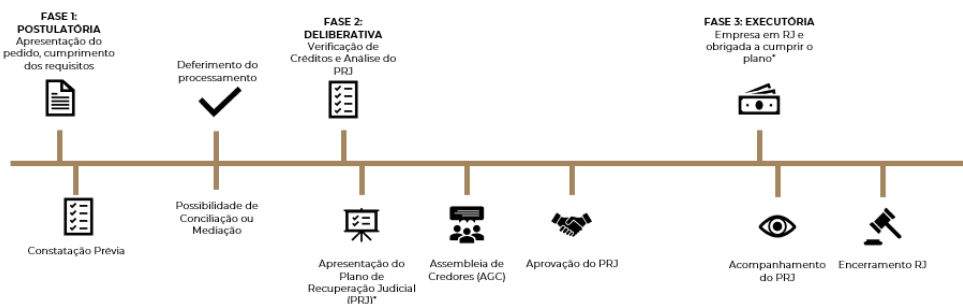 FASE 1:
POSTULATÓRIA
Apresentação do
pedido, cumprimento
dos requisitos
Deferimento do
processamento
FASE 2:
DELIBERATIVA
Verificação de
Créditos e Análise do
PRJ
FASE 3: EXECUTÓRIA
Empresa em RJ e
obrigada a cumprir o
plano*
Constatação Prévia
Possibilidade de
Conciliação ou
Mediação
Apresentação do
Plano de
Recuperação Judicial
(PRJ)*
Assembleia de
Credores (AGC)
Aprovação do PRJ
Acompanhamento
do PRJ
Encerramento RJ